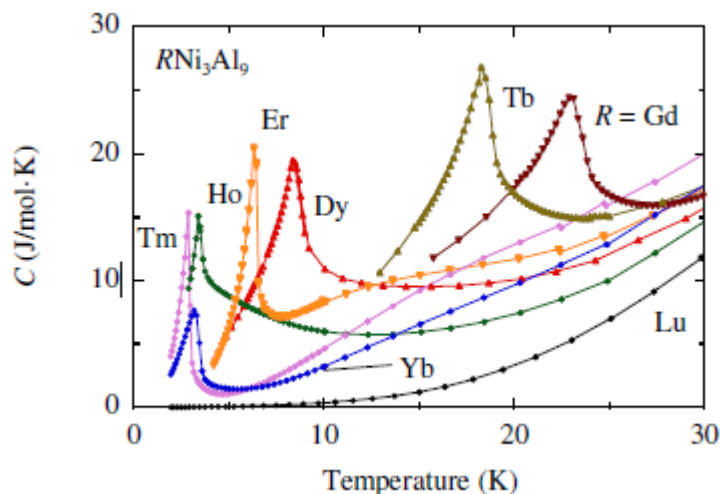 30
RNi₃Al₉
Er
Tb
R = Gd
20
Ho
Dy
Tm
C (J/mol·K)
10
Lu
Yb
0
0 10 20 30
Temperature (K)